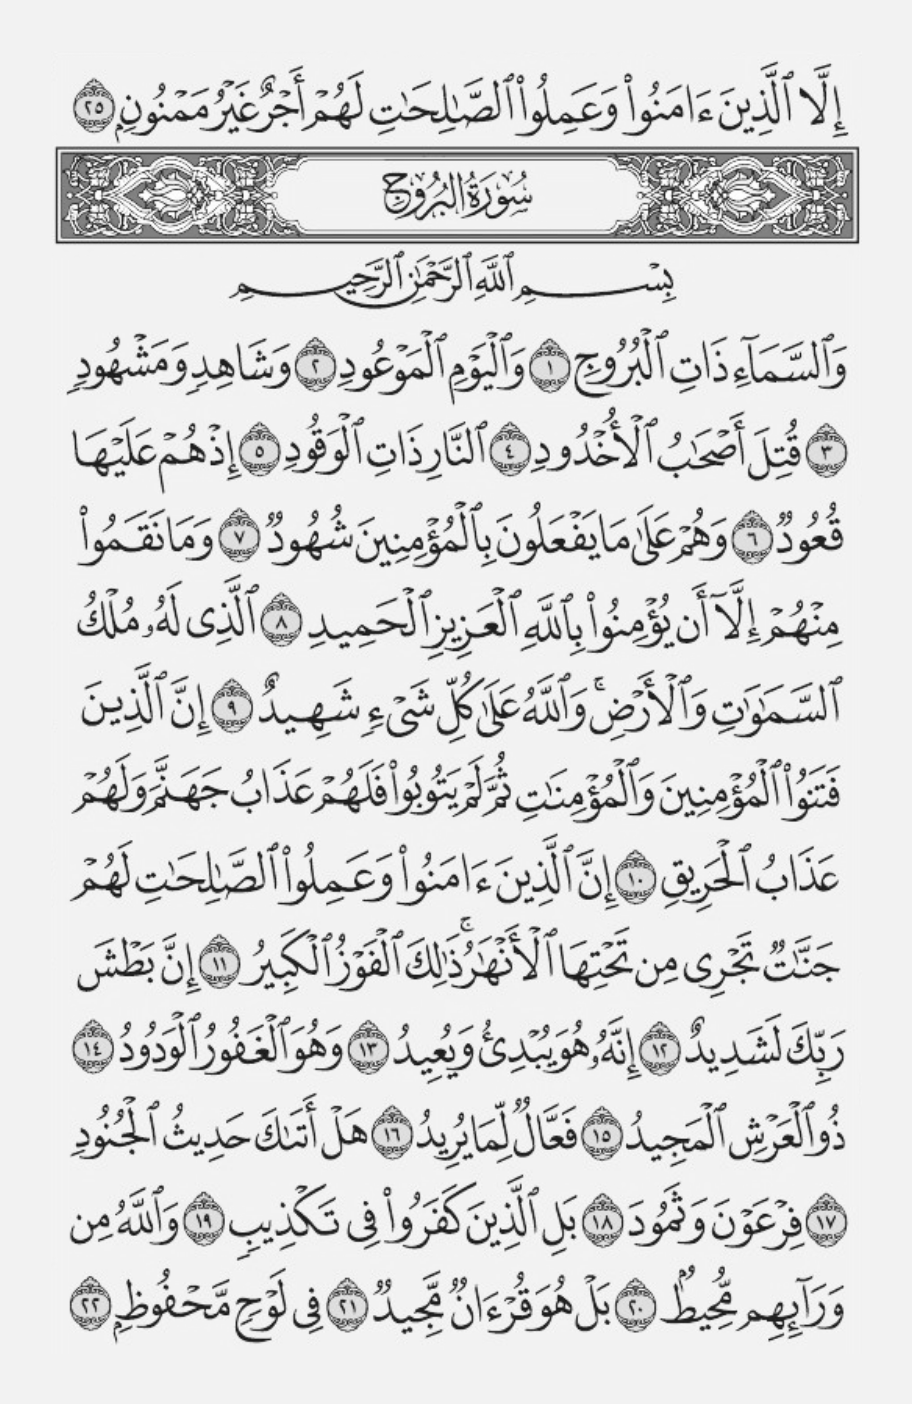 إِلَّا ٱلَّذِينَ ءَامَنُوا۟ وَعَمِلُوا۟ ٱلصَّـٰلِحَـٰتِ لَهُمْ أَجْرٌ غَيْرُ مَمْنُونٍۭ ٢٥
سُورَةُ البُرُوجِ
بِسْمِ ٱللَّهِ ٱلرَّحْمَـٰنِ ٱلرَّحِيمِ
وَٱلسَّمَآءِ ذَاتِ ٱلْبُرُوجِ ١ وَٱلْيَوْمِ ٱلْمَوْعُودِ ٢ وَشَاهِدٍ وَمَشْهُودٍ
٣ قُتِلَ أَصْحَـٰبُ ٱلْأُخْدُودِ ٤ ٱلنَّارِ ذَاتِ ٱلْوَقُودِ ٥ إِذْ هُمْ عَلَيْهَا
قُعُودٌ ٦ وَهُمْ عَلَىٰ مَا يَفْعَلُونَ بِٱلْمُؤْمِنِينَ شُهُودٌ ٧ وَمَا نَقَمُوا۟
مِنْهُمْ إِلَّآ أَن يُؤْمِنُوا۟ بِٱللَّهِ ٱلْعَزِيزِ ٱلْحَمِيدِ ٨ ٱلَّذِى لَهُۥ مُلْكُ
ٱلسَّمَـٰوَٰتِ وَٱلْأَرْضِ ۚ وَٱللَّهُ عَلَىٰ كُلِّ شَىْءٍ شَهِيدٌ ٩ إِنَّ ٱلَّذِينَ
فَتَنُوا۟ ٱلْمُؤْمِنِينَ وَٱلْمُؤْمِنَـٰتِ ثُمَّ لَمْ يَتُوبُوا۟ فَلَهُمْ عَذَابُ جَهَنَّمَ وَلَهُمْ
عَذَابُ ٱلْحَرِيقِ ١٠ إِنَّ ٱلَّذِينَ ءَامَنُوا۟ وَعَمِلُوا۟ ٱلصَّـٰلِحَـٰتِ لَهُمْ
جَنَّـٰتٌ تَجْرِى مِن تَحْتِهَا ٱلْأَنْهَـٰرُ ۚ ذَٰلِكَ ٱلْفَوْزُ ٱلْكَبِيرُ ١١ إِنَّ بَطْشَ
رَبِّكَ لَشَدِيدٌ ١٢ إِنَّهُۥ هُوَ يُبْدِئُ وَيُعِيدُ ١٣ وَهُوَ ٱلْغَفُورُ ٱلْوَدُودُ ١٤
ذُو ٱلْعَرْشِ ٱلْمَجِيدُ ١٥ فَعَّالٌ لِّمَا يُرِيدُ ١٦ هَلْ أَتَىٰكَ حَدِيثُ ٱلْجُنُودِ
١٧ فِرْعَوْنَ وَثَمُودَ ١٨ بَلِ ٱلَّذِينَ كَفَرُوا۟ فِى تَكْذِيبٍ ١٩ وَٱللَّهُ مِن
وَرَآئِهِم مُّحِيطٌۢ ٢٠ بَلْ هُوَ قُرْءَانٌ مَّجِيدٌ ٢١ فِى لَوْحٍ مَّحْفُوظٍۭ ٢٢